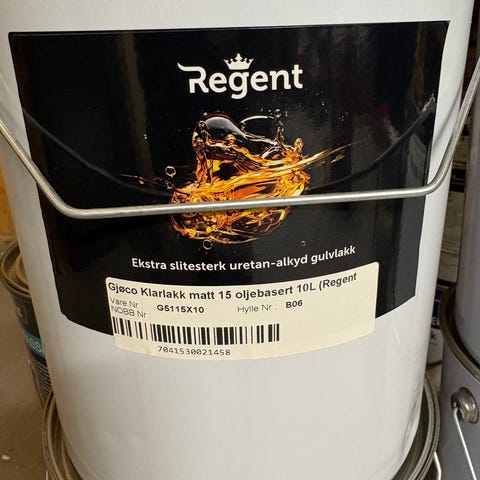 Regent
Ekstra slitesterk uretan-alkyd gulvlakk
Gjøco Klarlakk matt 15 oljebasert 10L (Regent
Vare Nr : G5115X10 Hylle Nr : B06
NOBB Nr :
7041530021458